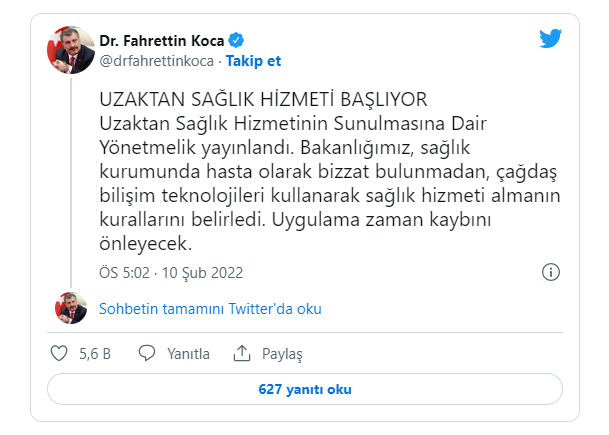 Dr. Fahrettin Koca
@drfahrettinkoca · Takip et
UZAKTAN SAĞLIK HİZMETİ BAŞLIYOR
Uzaktan Sağlık Hizmetinin Sunulmasına Dair
Yönetmelik yayınlandı. Bakanlığımız, sağlık
kurumunda hasta olarak bizzat bulunmadan, çağdaş
bilişim teknolojileri kullanarak sağlık hizmeti almanın
kurallarını belirledi. Uygulama zaman kaybını
önleyecek.
ÖS 5:02 · 10 Şub 2022
Sohbetin tamamını Twitter'da oku
5,6 B Yanıtla Paylaş
627 yanıtı oku